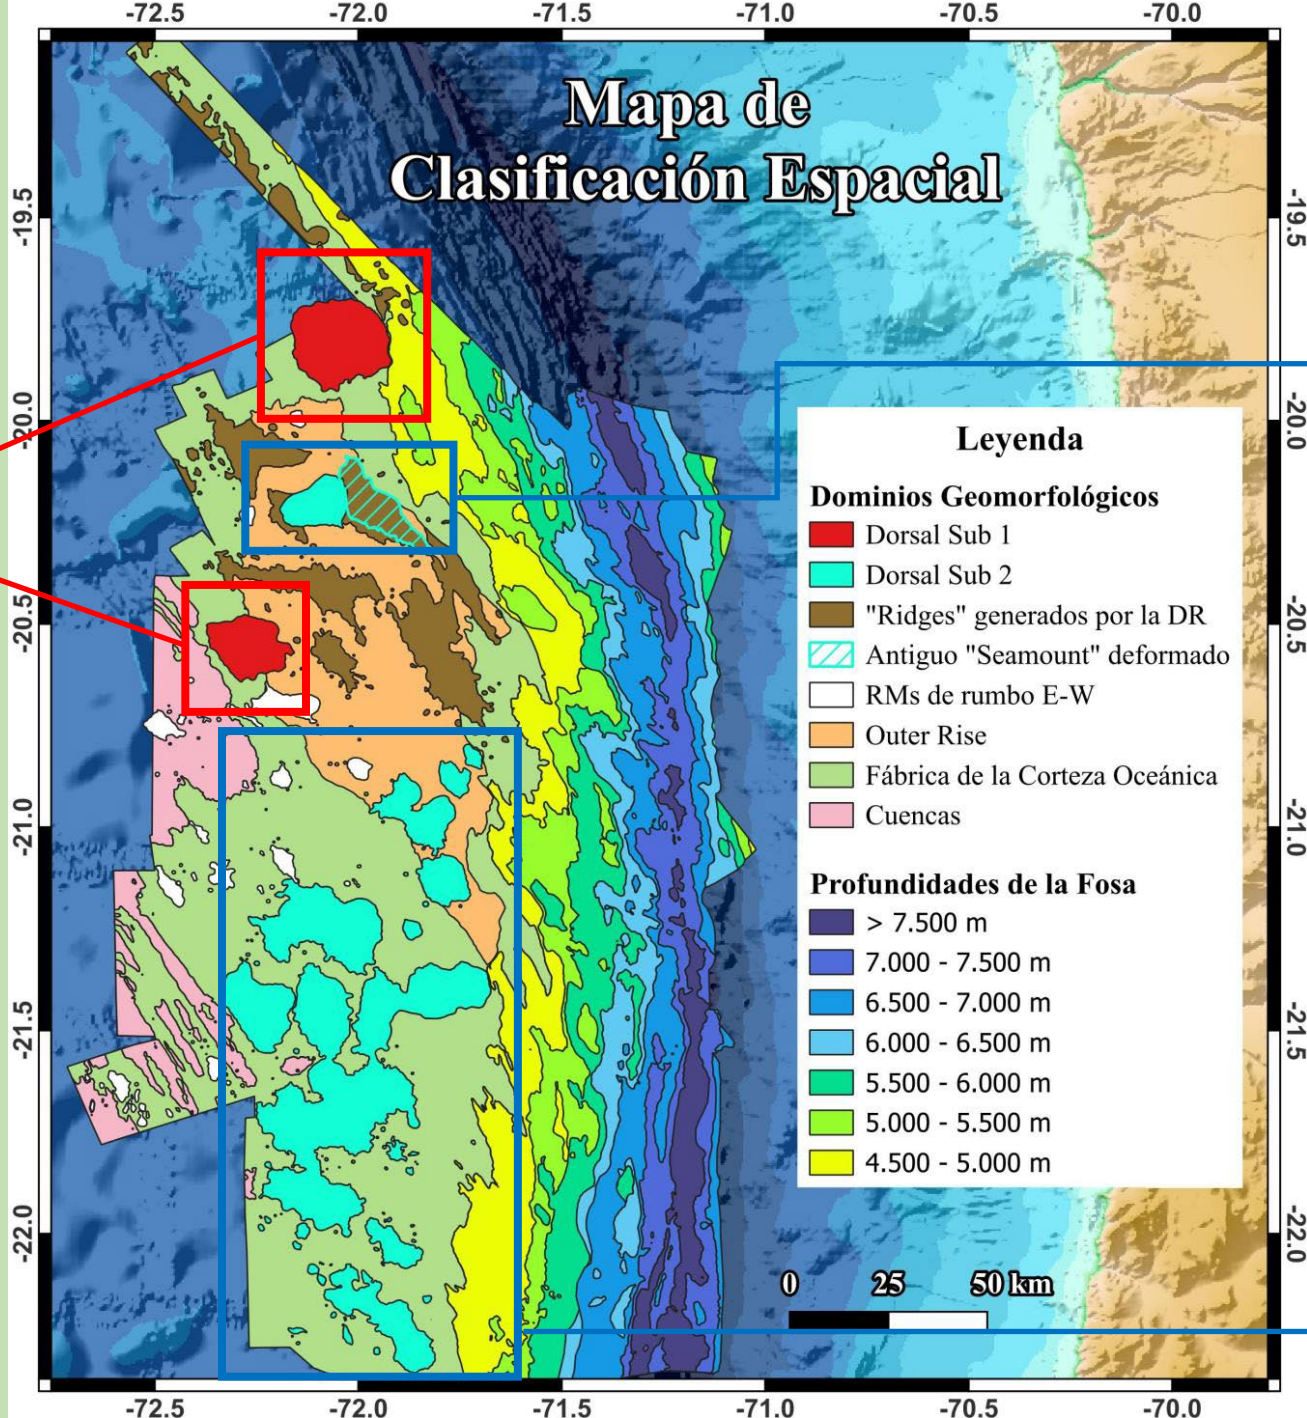 -72.5 -72.0 -71.5 -71.0 -70.5 -70.0
Mapa de
Clasificación Espacial
-19.5
-20.0
-20.5
-21.0
-21.5
-22.0
-19.5
-20.0
-20.5
-21.0
-21.5
-22.0
Leyenda
Dominios Geomorfológicos
Dorsal Sub 1
Dorsal Sub 2
"Ridges" generados por la DR
Antiguo "Seamount" deformado
RMs de rumbo E-W
Outer Rise
Fábrica de la Corteza Oceánica
Cuencas
Profundidades de la Fosa
> 7.500 m
7.000 - 7.500 m
6.500 - 7.000 m
6.000 - 6.500 m
5.500 - 6.000 m
5.000 - 5.500 m
4.500 - 5.000 m
0 25 50 km
-72.5 -72.0 -71.5 -71.0 -70.5 -70.0